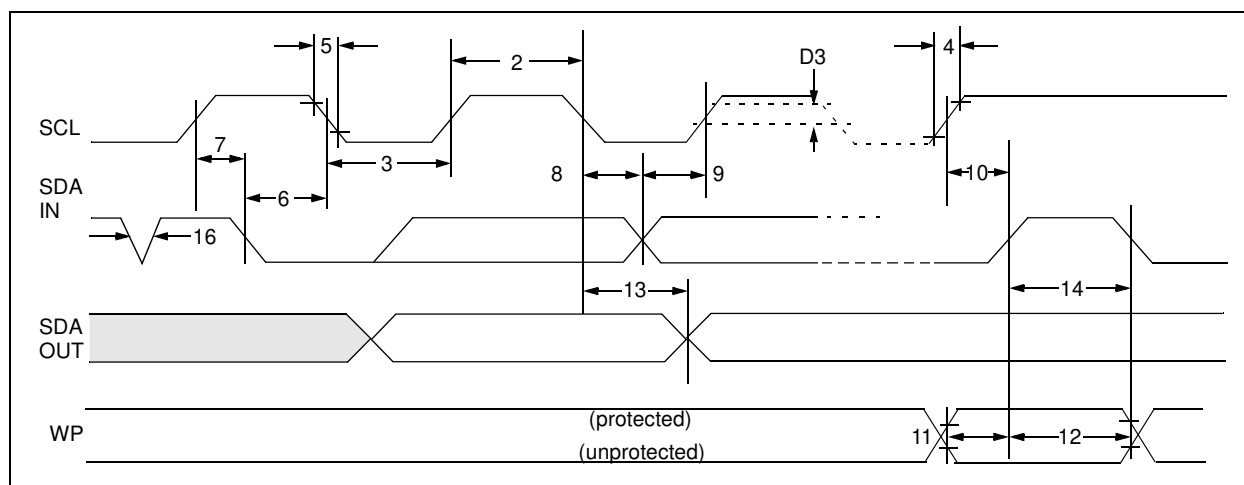 5
2
D3
4
SCL
7
3
8
9
10
SDA
IN
6
16
13
14
SDA
OUT
WP
(protected)
(unprotected)
11
12